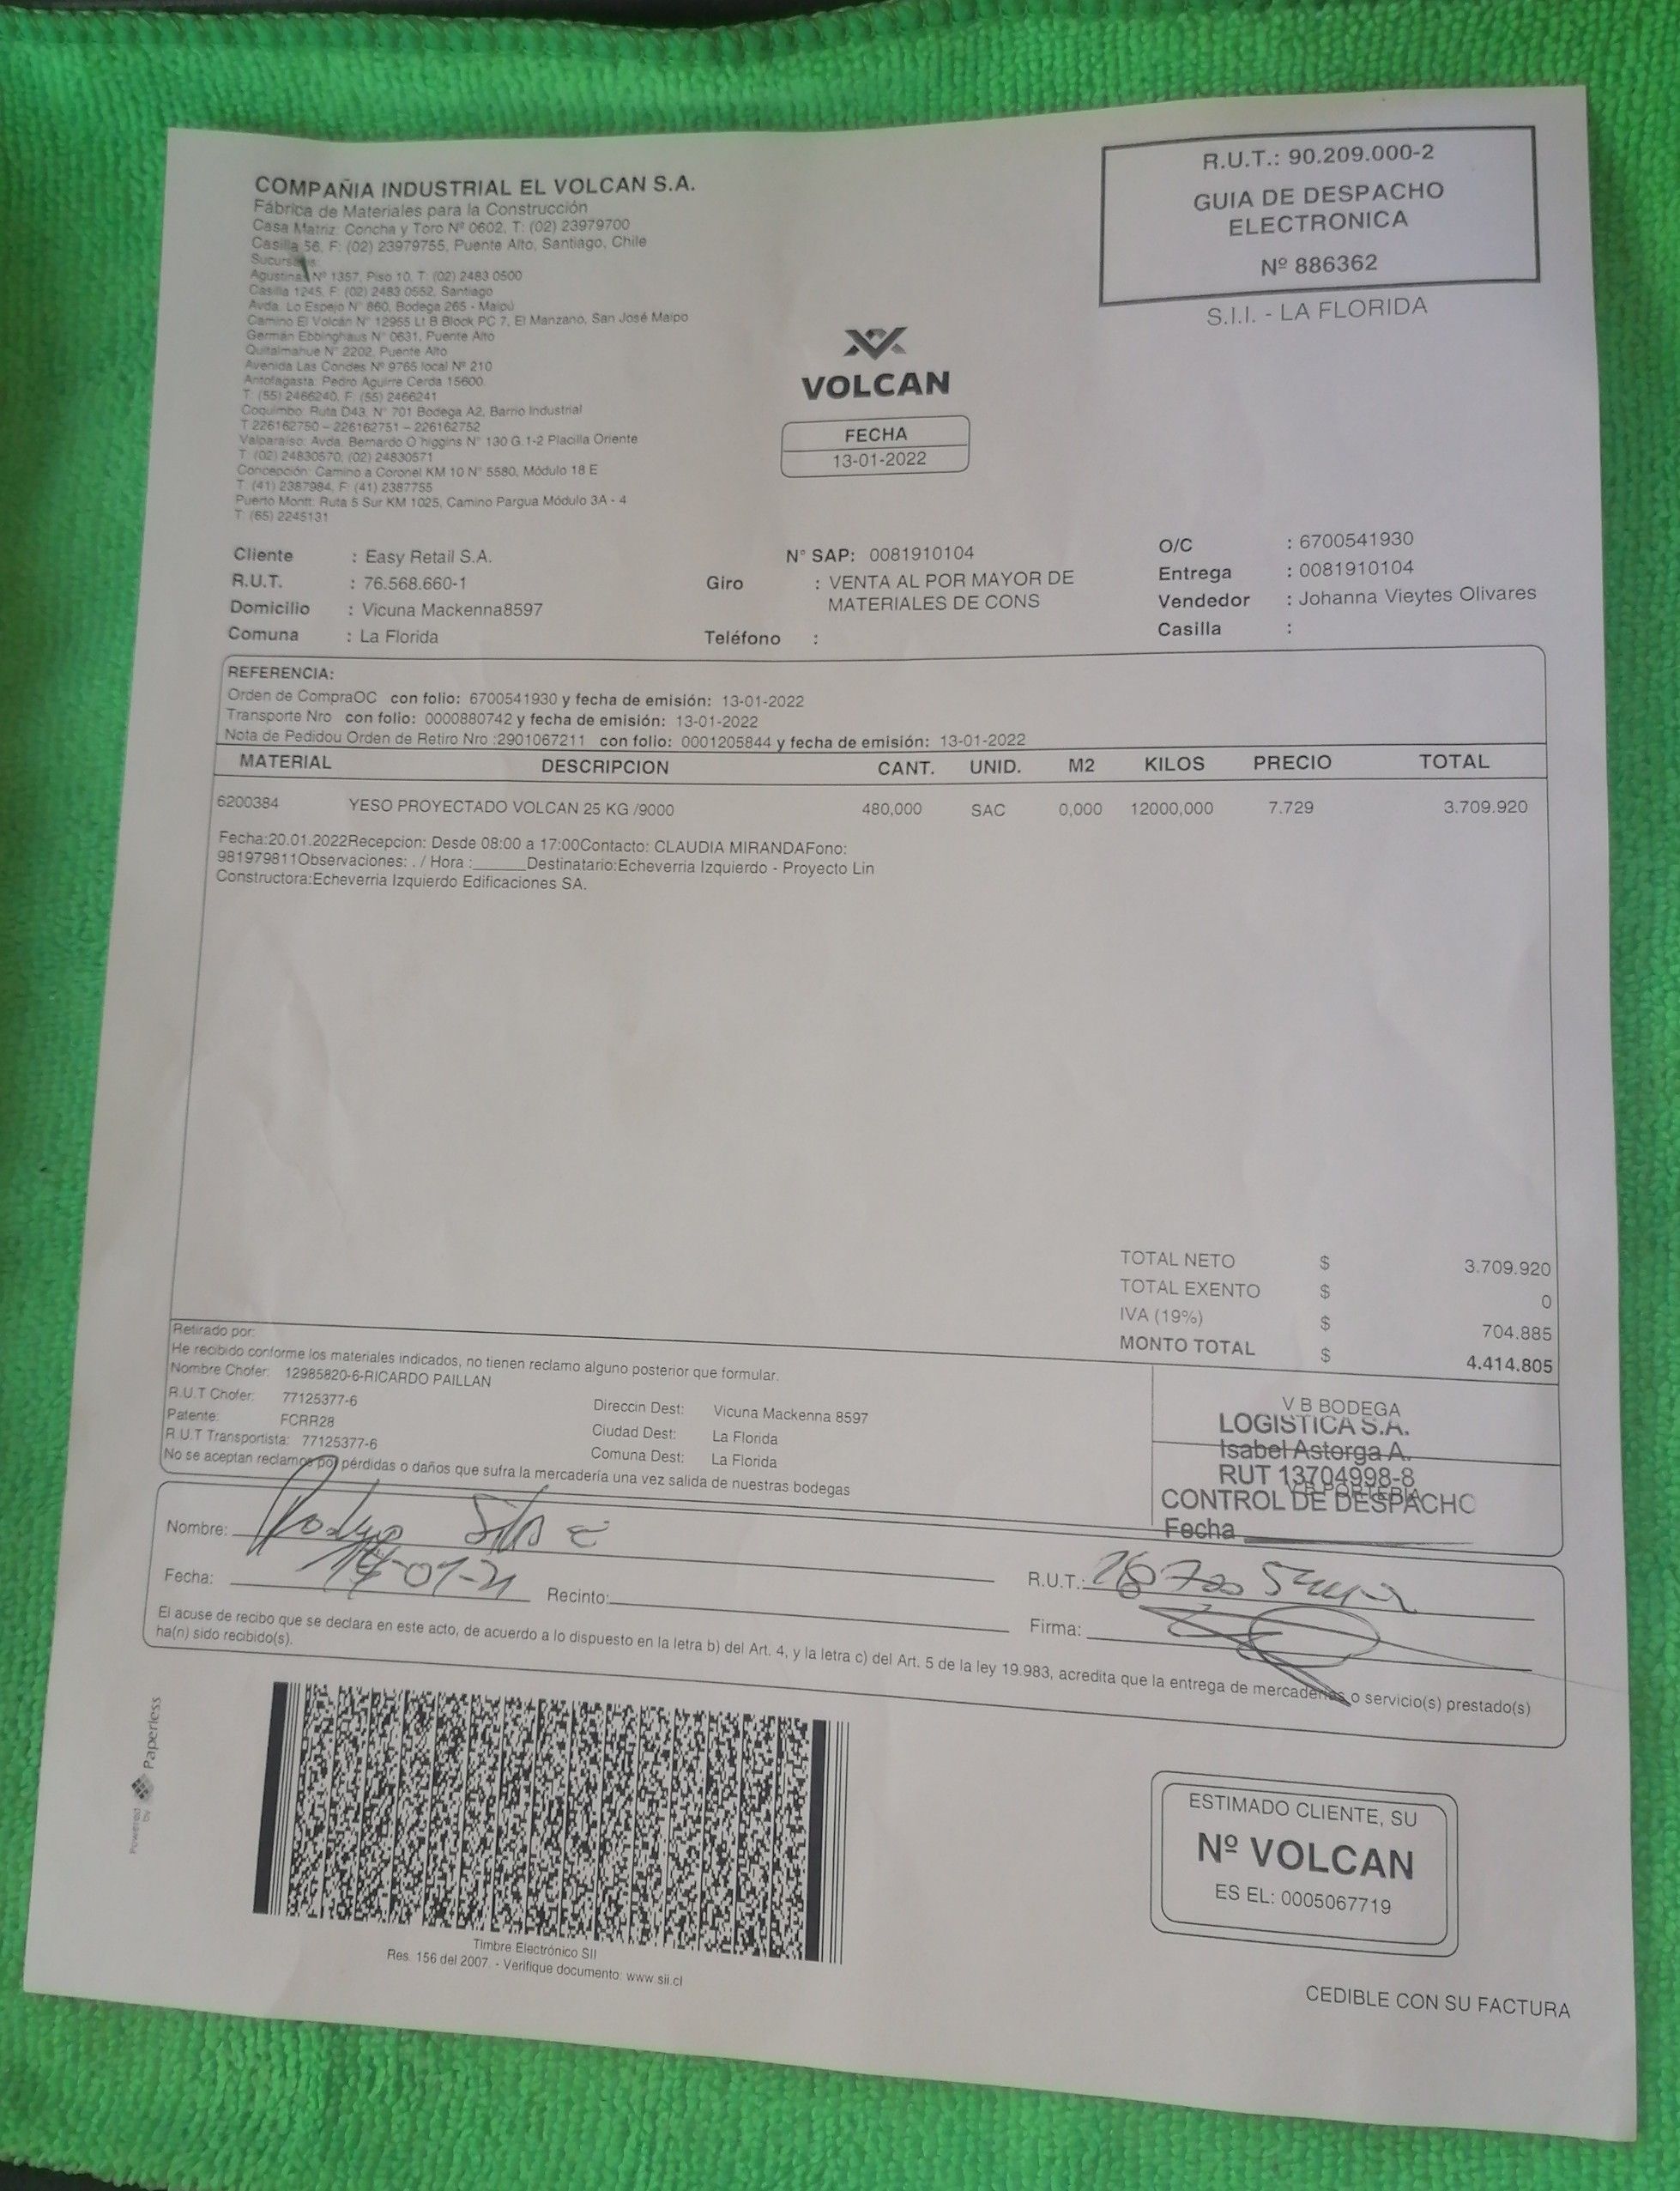 COMPAÑIA INDUSTRIAL EL VOLCAN S.A.
Fábrica de Materiales para la Construcción
Casa Matriz: Concha y Toro Nº 0602, T: (02) 23979700
Casilla 56, F: (02) 23979755, Puente Alto, Santiago, Chile
Agustinas Nº 1357, Piso 10, T: (02) 2483 0500
Casilla 1245, F: (02) 2483 0552, Santiago
Avda. Lo Espejo N° 860, Bodega 265 - Maipú
Camino El Volcán N° 12955 Lt B Block PC 7, El Manzano, San José Maipo
Germán Ebbinghaus N° 0631, Puente Alto
Quitalmahue N° 2202, Puente Alto
Avenida Las Condes Nº 9765 local Nº 210
Antofagasta: Pedro Aguirre Cerda 15600.
T: (55) 2466240, F: (55) 2466241
Coquimbo: Ruta D43, N° 701 Bodega A2, Barrio Industrial
T 226162750 – 226162751 – 226162752
Valparaíso: Avda. Bernardo O'higgins N° 130 G.1-2 Placilla Oriente
T: (02) 24830570, (02) 24830571
Concepción: Camino a Coronel KM 10 N° 5580, Módulo 18 E
T: (41) 2387984, F: (41) 2387755
Puerto Montt: Ruta 5 Sur KM 1025, Camino Pargua Módulo 3A - 4
T: (65) 2245131
R.U.T.: 90.209.000-2
GUIA DE DESPACHO
ELECTRONICA
Nº 886362
S.I.I. - LA FLORIDA
VOLCAN
FECHA
13-01-2022
Cliente : Easy Retail S.A.
R.U.T. : 76.568.660-1
Domicilio : Vicuna Mackenna8597
Comuna : La Florida
N° SAP: 0081910104
Giro : VENTA AL POR MAYOR DE
MATERIALES DE CONS
Teléfono :
O/C : 6700541930
Entrega : 0081910104
Vendedor : Johanna Vieytes Olivares
Casilla :
REFERENCIA:
Orden de CompraOC con folio: 6700541930 y fecha de emisión: 13-01-2022
Transporte Nro con folio: 0000880742 y fecha de emisión: 13-01-2022
Nota de Pedidou Orden de Retiro Nro :2901067211 con folio: 0001205844 y fecha de emisión: 13-01-2022
MATERIAL DESCRIPCION CANT. UNID. M2 KILOS PRECIO TOTAL
6200384 YESO PROYECTADO VOLCAN 25 KG /9000 480,000 SAC 0,000 12000,000 7.729 3.709.920
Fecha:20.01.2022Recepcion: Desde 08:00 a 17:00Contacto: CLAUDIA MIRANDAFono:
981979811Observaciones: . / Hora :______Destinatario:Echeverria Izquierdo - Proyecto Lin
Constructora:Echeverria Izquierdo Edificaciones SA.
TOTAL NETO $ 3.709.920
TOTAL EXENTO $ 0
IVA (19%) $ 704.885
MONTO TOTAL $ 4.414.805
Retirado por:
He recibido conforme los materiales indicados, no tienen reclamo alguno posterior que formular.
Nombre Chofer: 12985820-6-RICARDO PAILLAN
R.U.T Chofer: 77125377-6
Patente: FCRR28
R.U.T Transportista: 77125377-6
Direccin Dest: Vicuna Mackenna 8597
Ciudad Dest: La Florida
Comuna Dest: La Florida
No se aceptan reclamos por pérdidas o daños que sufra la mercadería una vez salida de nuestras bodegas
V B BODEGA
LOGISTICA S.A.
Isabel Astorga A.
RUT 13704998-8
V B PORTERIA
CONTROL DE DESPACHO
Fecha
Nombre:
Fecha:
Recinto:
R.U.T.:
Firma:
El acuse de recibo que se declara en este acto, de acuerdo a lo dispuesto en la letra b) del Art. 4, y la letra c) del Art. 5 de la ley 19.983, acredita que la entrega de mercaderias o servicio(s) prestado(s)
ha(n) sido recibido(s).
Powered by Paperless
Timbre Electrónico SII
Res. 156 del 2007. - Verifique documento: www.sii.cl
ESTIMADO CLIENTE, SU
Nº VOLCAN
ES EL: 0005067719
CEDIBLE CON SU FACTURA